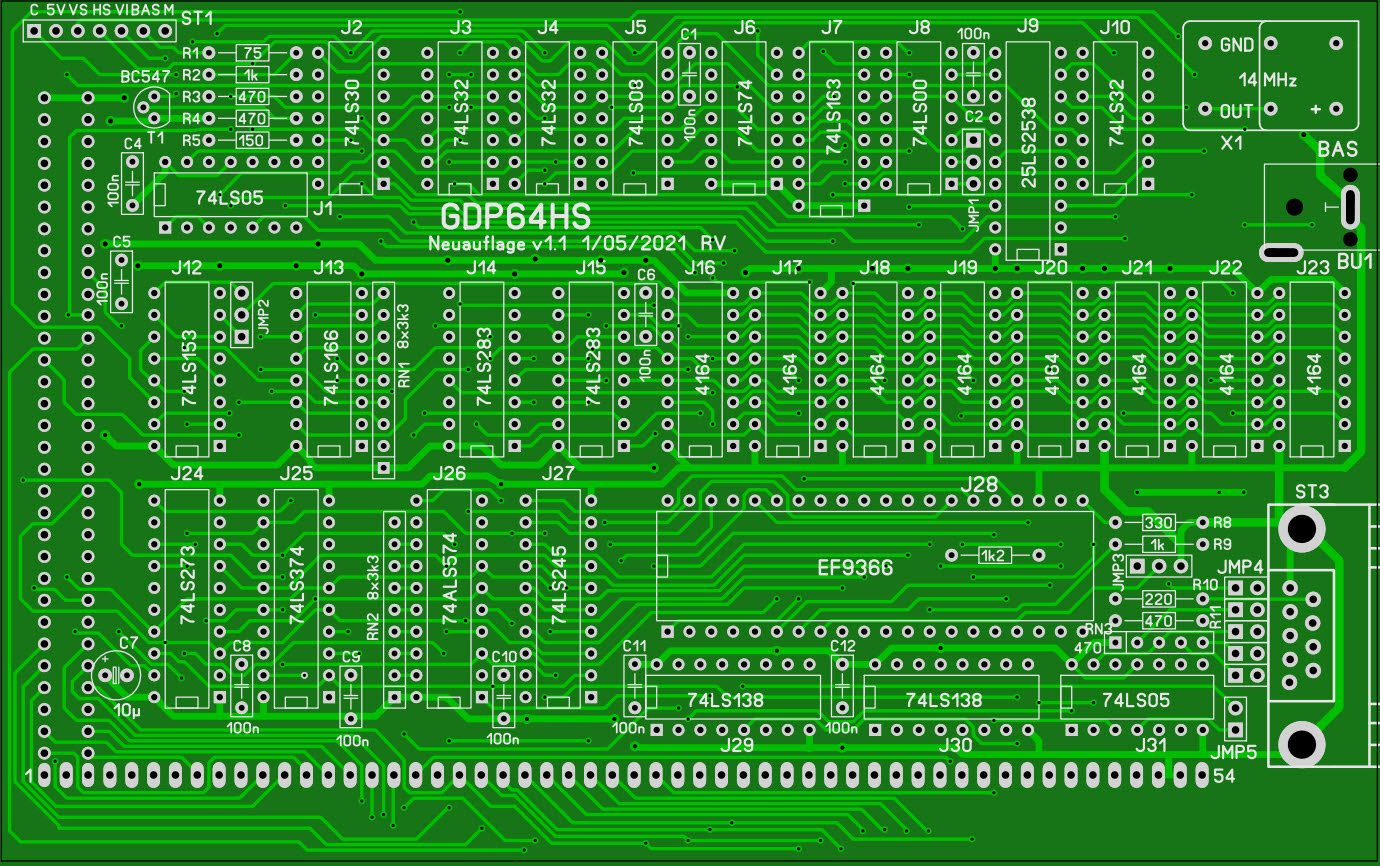 C 5V VS HS VI BAS M
ST1
J2
J3
J4
J5
C1
J6
J7
J8
100n
J9
J10
R1 75
R2 1k
R3 470
R4 470
R5 150
BC547
T1
C4
100n
74LS30
74LS32
74LS32
74LS08
100n
74LS74
74LS163
74LS00
C2
JMP1
25LS2538
74LS32
GND
14 MHz
OUT +
X1
BAS
BU1
74LS05
J1
GDP64HS
Neuauflage v1.1 1/05/2021 RV
C5
100n
J12
J13
J14
J15
C6
J16
J17
J18
J19
J20
J21
J22
J23
74LS153
JMP2
74LS166
8x3k3
RN1
74LS283
74LS283
100n
4164
4164
4164
4164
4164
4164
4164
4164
J24
J25
J26
J27
J28
ST3
74LS273
74LS374
8x3k3
RN2
74ALS574
74LS245
EF9366
1k2
330 R8
1k R9
JMP3
JMP4
R10
220
470
R11
RN3
470
C7
+
10µ
C8
100n
C9
100n
C10
100n
C11
100n
C12
100n
74LS138
74LS138
74LS05
J29
J30
J31
JMP5
1
54